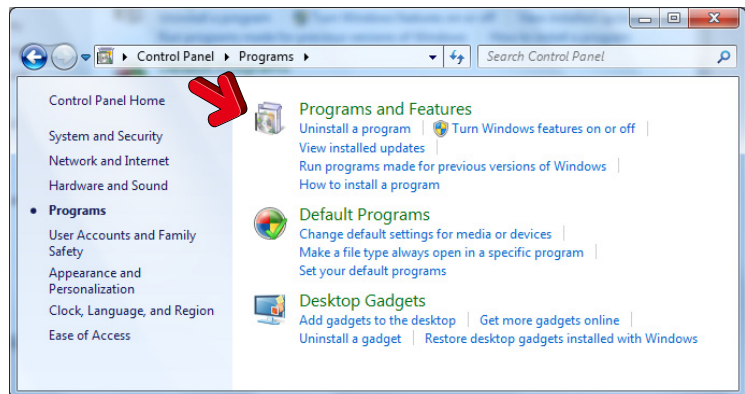 Control Panel Programs
Search Control Panel
Control Panel Home
System and Security
Network and Internet
Hardware and Sound
Programs
User Accounts and Family
Safety
Appearance and
Personalization
Clock, Language, and Region
Ease of Access
Programs and Features
Uninstall a program Turn Windows features on or off
View installed updates
Run programs made for previous versions of Windows
How to install a program
Default Programs
Change default settings for media or devices
Make a file type always open in a specific program
Set your default programs
Desktop Gadgets
Add gadgets to the desktop Get more gadgets online
Uninstall a gadget Restore desktop gadgets installed with Windows